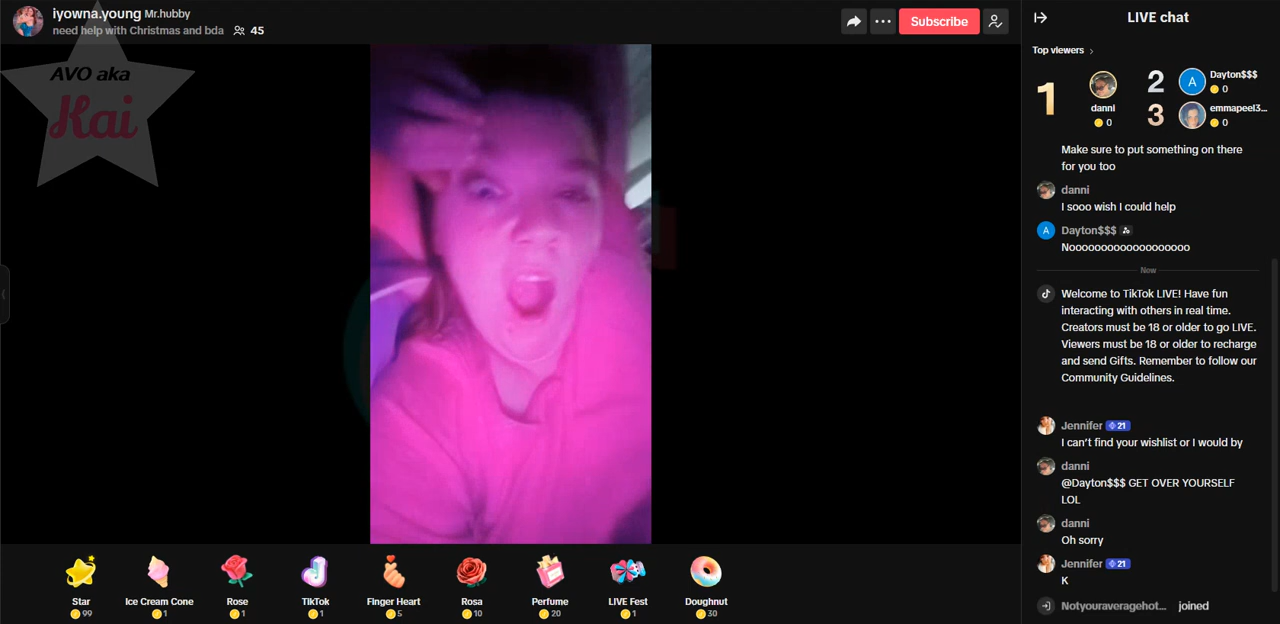 iyowna.young Mr.hubby
need help with Christmas and bda 45
Subscribe
AVO aka
Kai
Star
99
Ice Cream Cone
1
Rose
1
TikTok
1
Finger Heart
5
Rosa
10
Perfume
20
LIVE Fest
1
Doughnut
30
LIVE chat
Top viewers
1
danni
0
2
A
Dayton$$$
0
3
emmapeel3...
0
Make sure to put something on there
for you too
danni
I sooo wish I could help
A
Dayton$$$
Noooooooooooooooooo
New
Welcome to TikTok LIVE! Have fun
interacting with others in real time.
Creators must be 18 or older to go LIVE.
Viewers must be 18 or older to recharge
and send Gifts. Remember to follow our
Community Guidelines.
Jennifer 21
I can't find your wishlist or I would by
danni
@Dayton$$$ GET OVER YOURSELF
LOL
danni
Oh sorry
Jennifer 21
K
Notyouraveragehot... joined